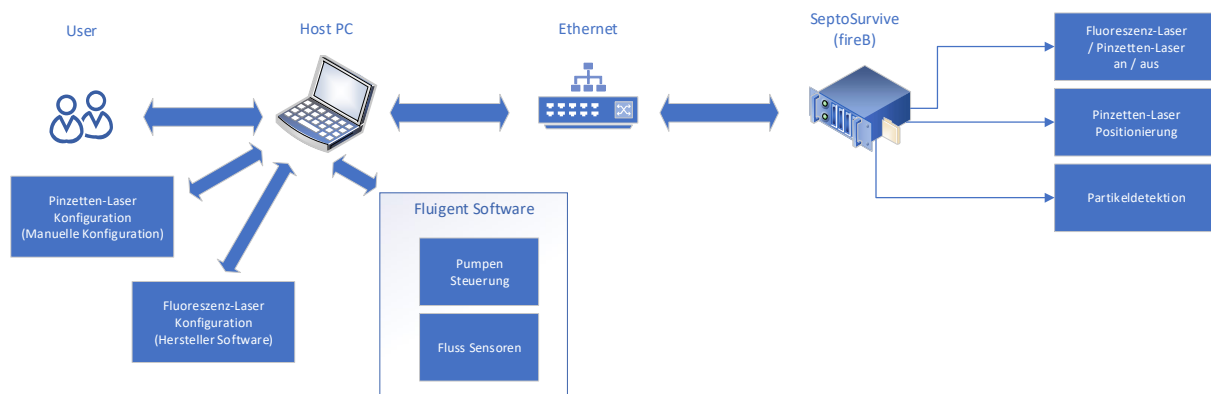 User
Host PC
Ethernet
SeptoSurvive
(fireB)
Fluoreszenz-Laser
/ Pinzetten-Laser
an / aus
Pinzetten-Laser
Positionierung
Partikeldetektion
Pinzetten-Laser
Konfiguration
(Manuelle Konfiguration)
Fluoreszenz-Laser
Konfiguration
(Hersteller Software)
Fluigent Software
Pumpen
Steuerung
Fluss Sensoren